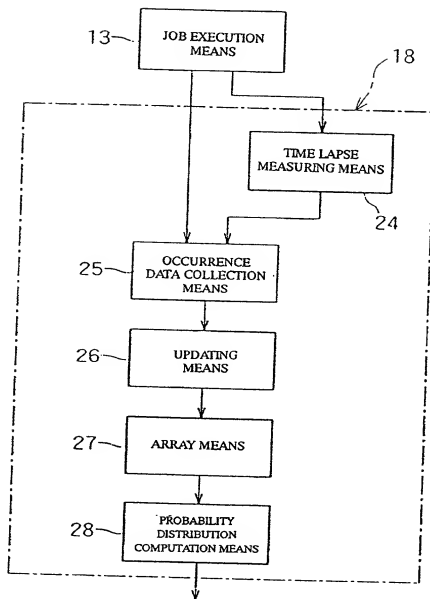 13
JOB EXECUTION
MEANS
18
TIME LAPSE
MEASURING MEANS
24
25
OCCURRENCE
DATA COLLECTION
MEANS
26
UPDATING
MEANS
27
ARRAY MEANS
28
PROBABILITY
DISTRIBUTION
COMPUTATION MEANS